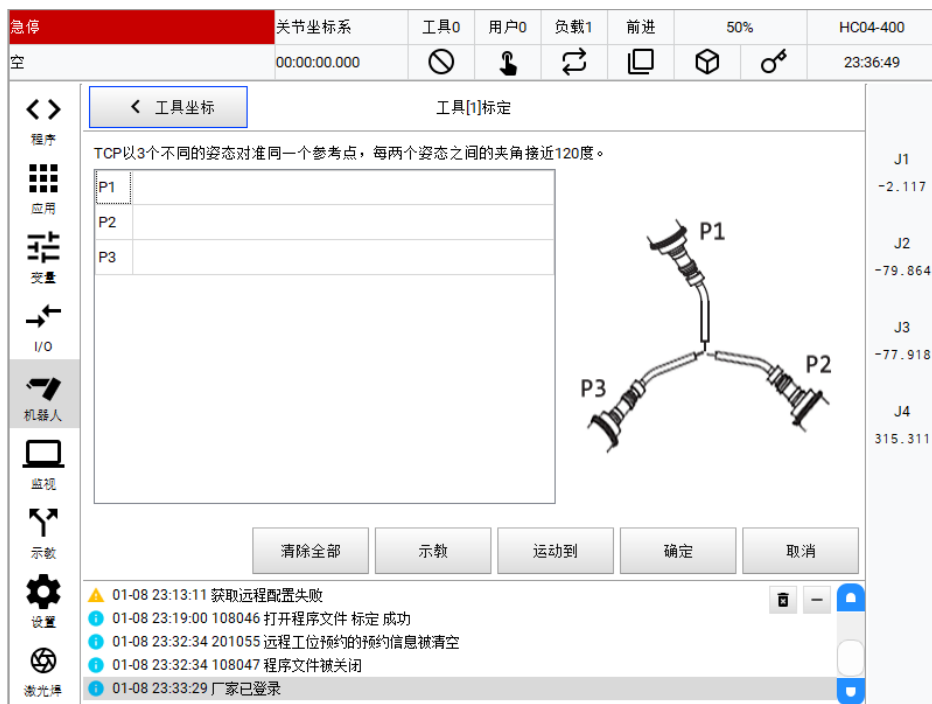 急停 关节坐标系 工具0 用户0 负载1 前进 50% HC04-400
空 00:00:00.000 23:36:49
程序
应用
变量
I/O
机器人
监视
示教
设置
激光焊
工具坐标 工具[1]标定
TCP以3个不同的姿态对准同一个参考点，每两个姿态之间的夹角接近120度。
P1
P2
P3
P1
P2
P3
清除全部 示教 运动到 确定 取消
01-08 23:13:11 获取远程配置失败
01-08 23:19:00 108046 打开程序文件 标定 成功
01-08 23:32:34 201055 远程工位预约的预约信息被清空
01-08 23:32:34 108047 程序文件被关闭
01-08 23:33:29 厂家已登录
J1
-2.117
J2
-79.864
J3
-77.918
J4
315.311